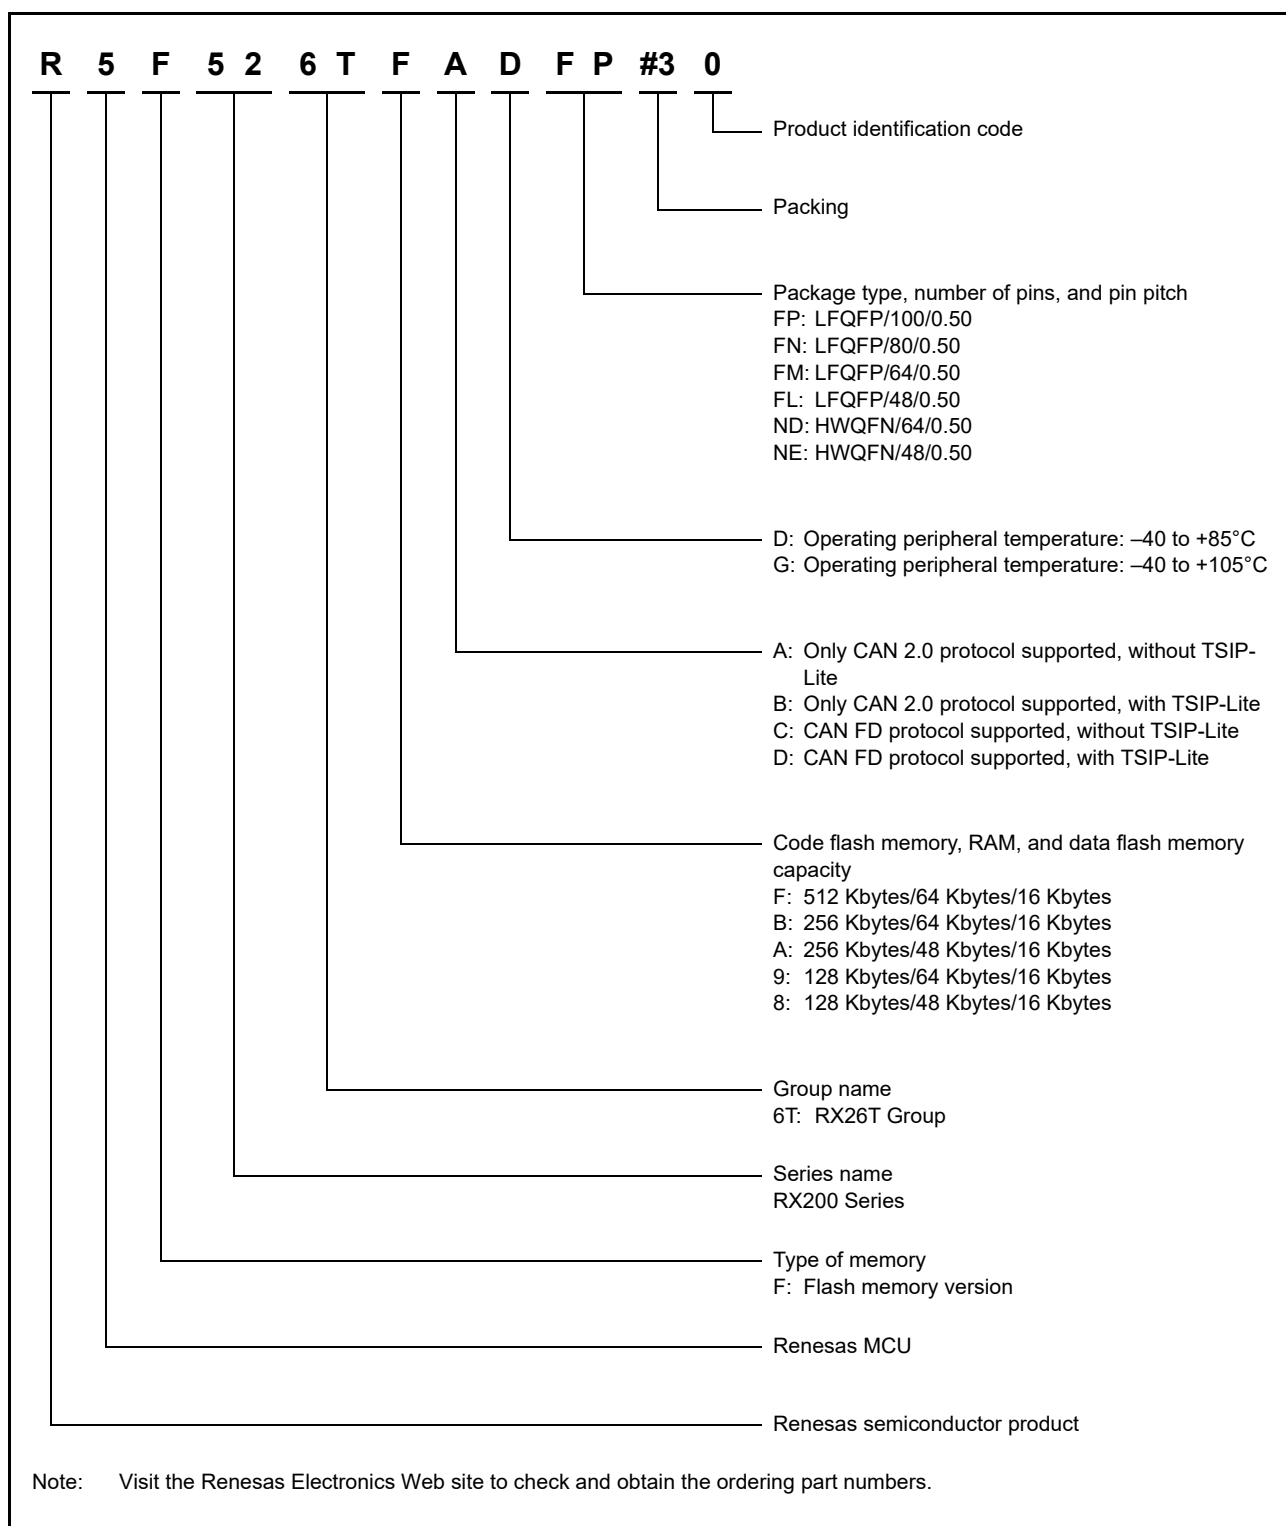 R 5 F 5 2 6 T F A D F P #3 0
Product identification code
Packing
Package type, number of pins, and pin pitch
FP: LFQFP/100/0.50
FN: LFQFP/80/0.50
FM: LFQFP/64/0.50
FL: LFQFP/48/0.50
ND: HWQFN/64/0.50
NE: HWQFN/48/0.50
D: Operating peripheral temperature: –40 to +85°C
G: Operating peripheral temperature: –40 to +105°C
A: Only CAN 2.0 protocol supported, without TSIP-
Lite
B: Only CAN 2.0 protocol supported, with TSIP-Lite
C: CAN FD protocol supported, without TSIP-Lite
D: CAN FD protocol supported, with TSIP-Lite
Code flash memory, RAM, and data flash memory
capacity
F: 512 Kbytes/64 Kbytes/16 Kbytes
B: 256 Kbytes/64 Kbytes/16 Kbytes
A: 256 Kbytes/48 Kbytes/16 Kbytes
9: 128 Kbytes/64 Kbytes/16 Kbytes
8: 128 Kbytes/48 Kbytes/16 Kbytes
Group name
6T: RX26T Group
Series name
RX200 Series
Type of memory
F: Flash memory version
Renesas MCU
Renesas semiconductor product
Note: Visit the Renesas Electronics Web site to check and obtain the ordering part numbers.